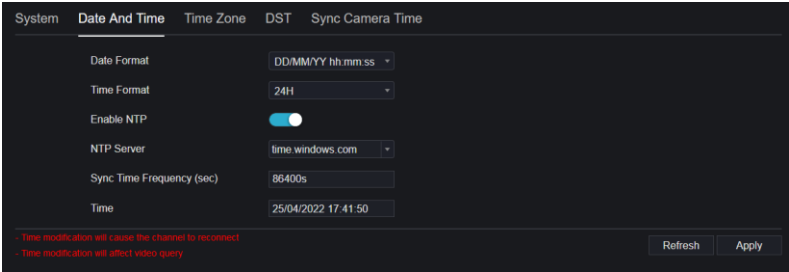 System Date And Time Time Zone DST Sync Camera Time
Date Format DD/MM/YY hh:mm:ss
Time Format 24H
Enable NTP
NTP Server time.windows.com
Sync Time Frequency (sec) 86400s
Time 25/04/2022 17:41:50
- Time modification will cause the channel to reconnect
- Time modification will affect video query
Refresh Apply